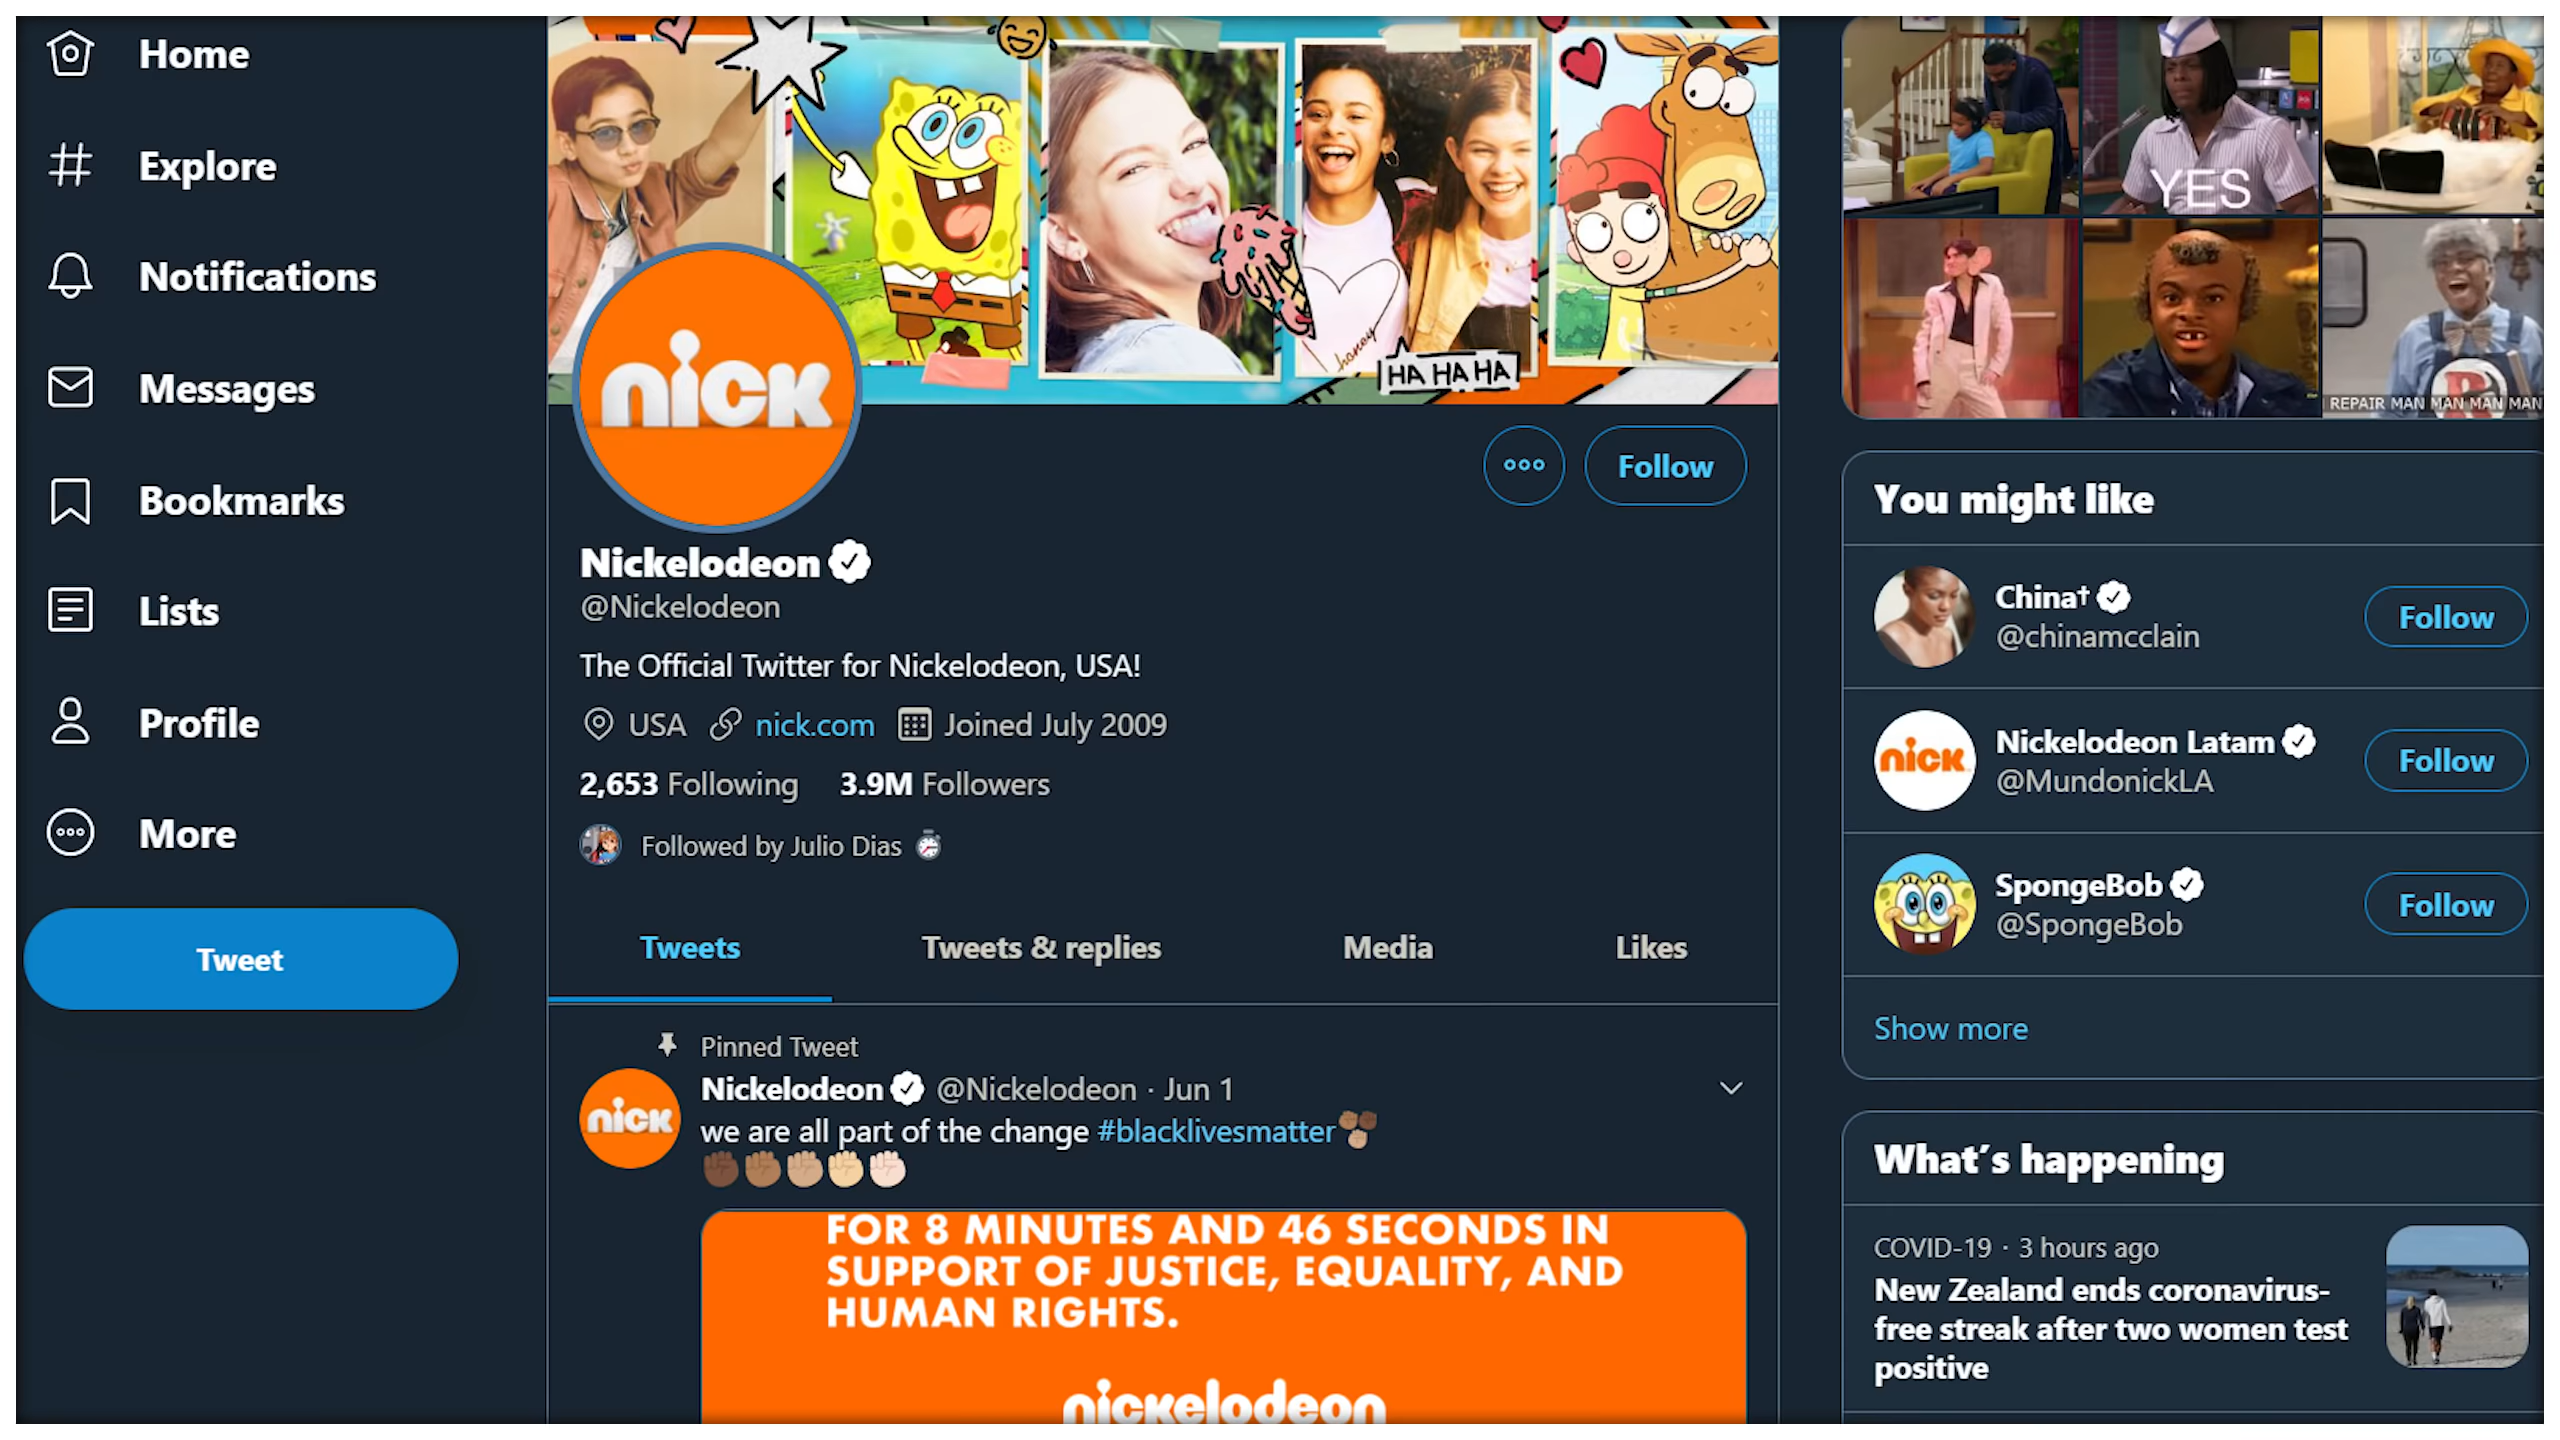 Home
Explore
Notifications
Messages
Bookmarks
Lists
Profile
More
Tweet
HA HA HA
honey
nick
Follow
Nickelodeon
@Nickelodeon
The Official Twitter for Nickelodeon, USA!
USA nick.com Joined July 2009
2,653 Following 3.9M Followers
Followed by Julio Dias
Tweets Tweets & replies Media Likes
Pinned Tweet
nick
Nickelodeon @Nickelodeon · Jun 1
we are all part of the change #blacklivesmatter
FOR 8 MINUTES AND 46 SECONDS IN
SUPPORT OF JUSTICE, EQUALITY, AND
HUMAN RIGHTS.
nickelodeon
YES
R
REPAIR MAN MAN MAN MAN
You might like
China†
@chinamcclain
Follow
nick
Nickelodeon Latam
@MundonickLA
Follow
SpongeBob
@SpongeBob
Follow
Show more
What's happening
COVID-19 · 3 hours ago
New Zealand ends coronavirus-
free streak after two women test
positive